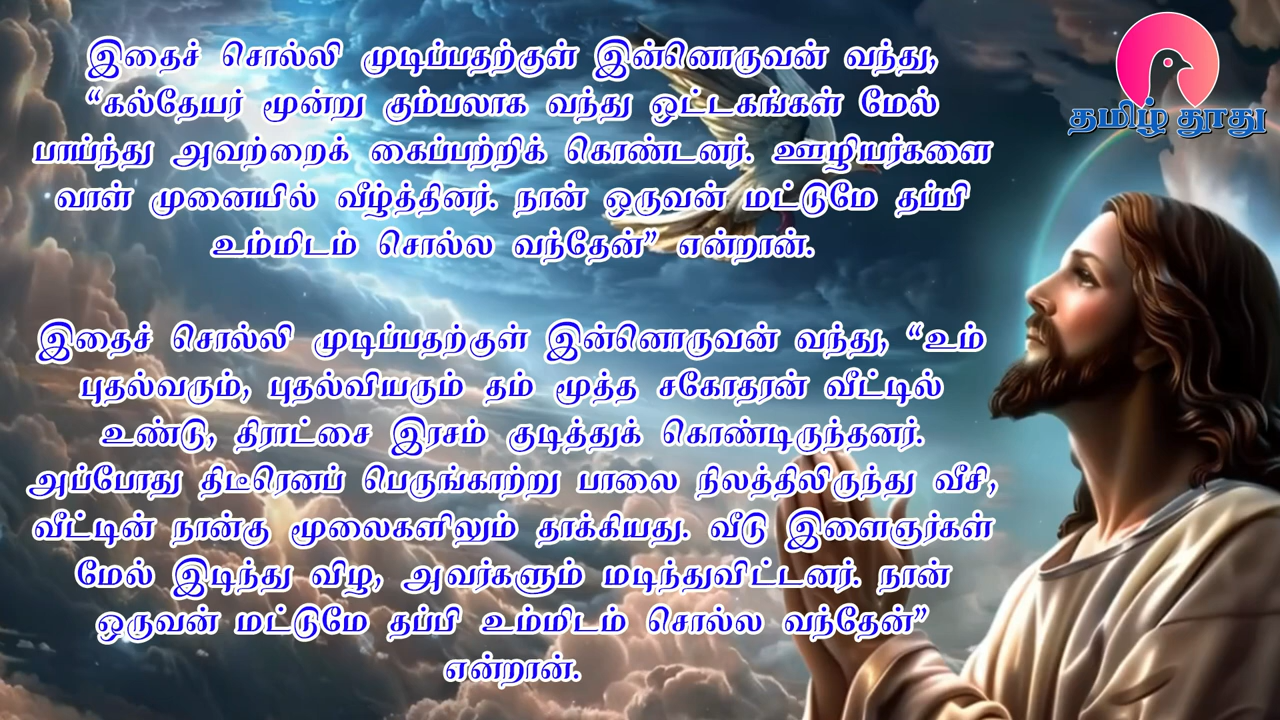 இதைச் சொல்லி முடிப்பதற்குள் இன்னொருவன் வந்து,
“கல்தேயர் மூன்று கும்பலாக வந்து ஒட்டகங்கள் மேல்
பாய்ந்து அவற்றைக் கைப்பற்றிக் கொண்டனர். ஊழியர்களை
வாள் முனையில் வீழ்த்தினர். நான் ஒருவன் மட்டுமே தப்பி
உம்மிடம் சொல்ல வந்தேன்” என்றான்.
இதைச் சொல்லி முடிப்பதற்குள் இன்னொருவன் வந்து, “உம்
புதல்வரும், புதல்வியரும் தம் மூத்த சகோதரன் வீட்டில்
உண்டு, திராட்சை இரசம் குடித்துக் கொண்டிருந்தனர்.
அப்போது திடீரெனப் பெருங்காற்று பாலை நிலத்திலிருந்து வீசி,
வீட்டின் நான்கு மூலைகளிலும் தாக்கியது. வீடு இளைஞர்கள்
மேல் இடிந்து விழ, அவர்களும் மடிந்துவிட்டனர். நான்
ஒருவன் மட்டுமே தப்பி உம்மிடம் சொல்ல வந்தேன்”
என்றான்.
தமிழ் தூது